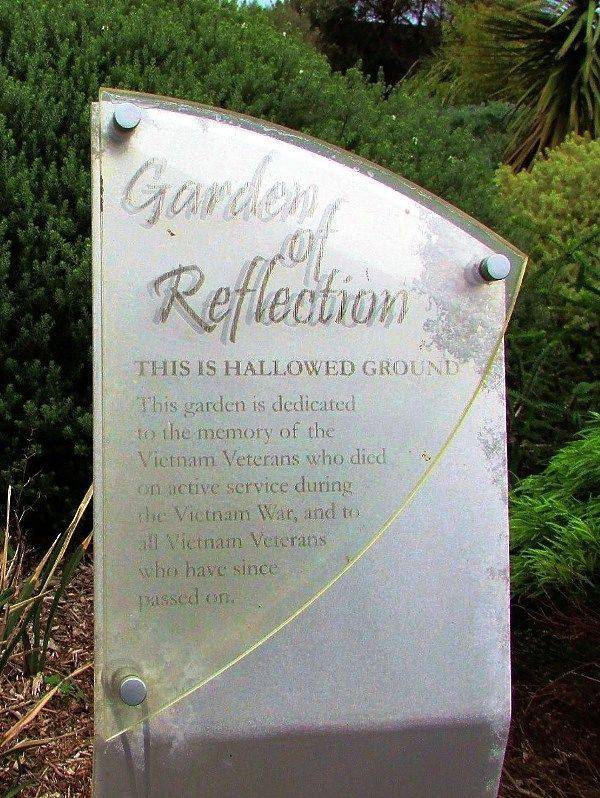 Garden
of
Reflection
THIS IS HALLOWED GROUND
This garden is dedicated
to the memory of the
Vietnam Veterans who died
on active service during
the Vietnam War, and to
all Vietnam Veterans
who have since
passed on.